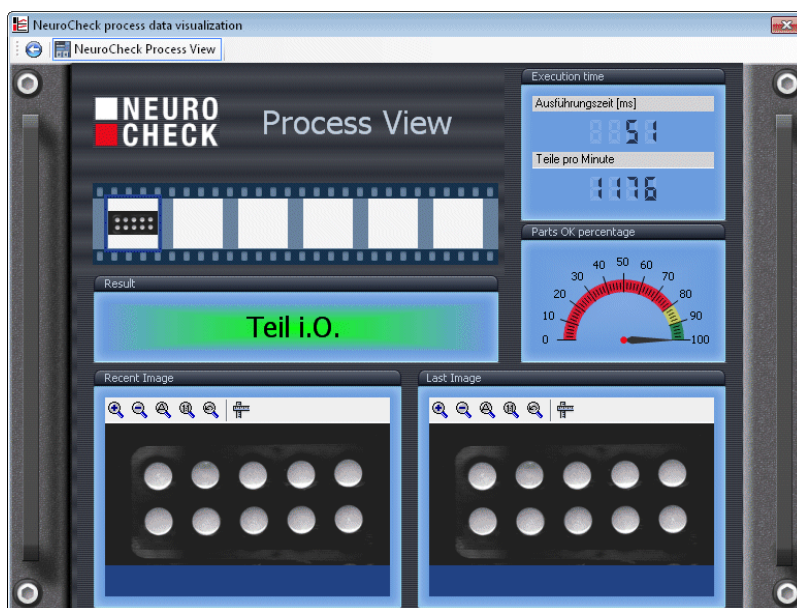 NeuroCheck process data visualization
NeuroCheck Process View
NEURO
CHECK
Process View
Execution time
Ausführungszeit [ms]
51
Teile pro Minute
1176
Parts OK percentage
0
10
20
30
40
50
60
70
80
90
100
Result
Teil i.O.
Recent Image
Last Image